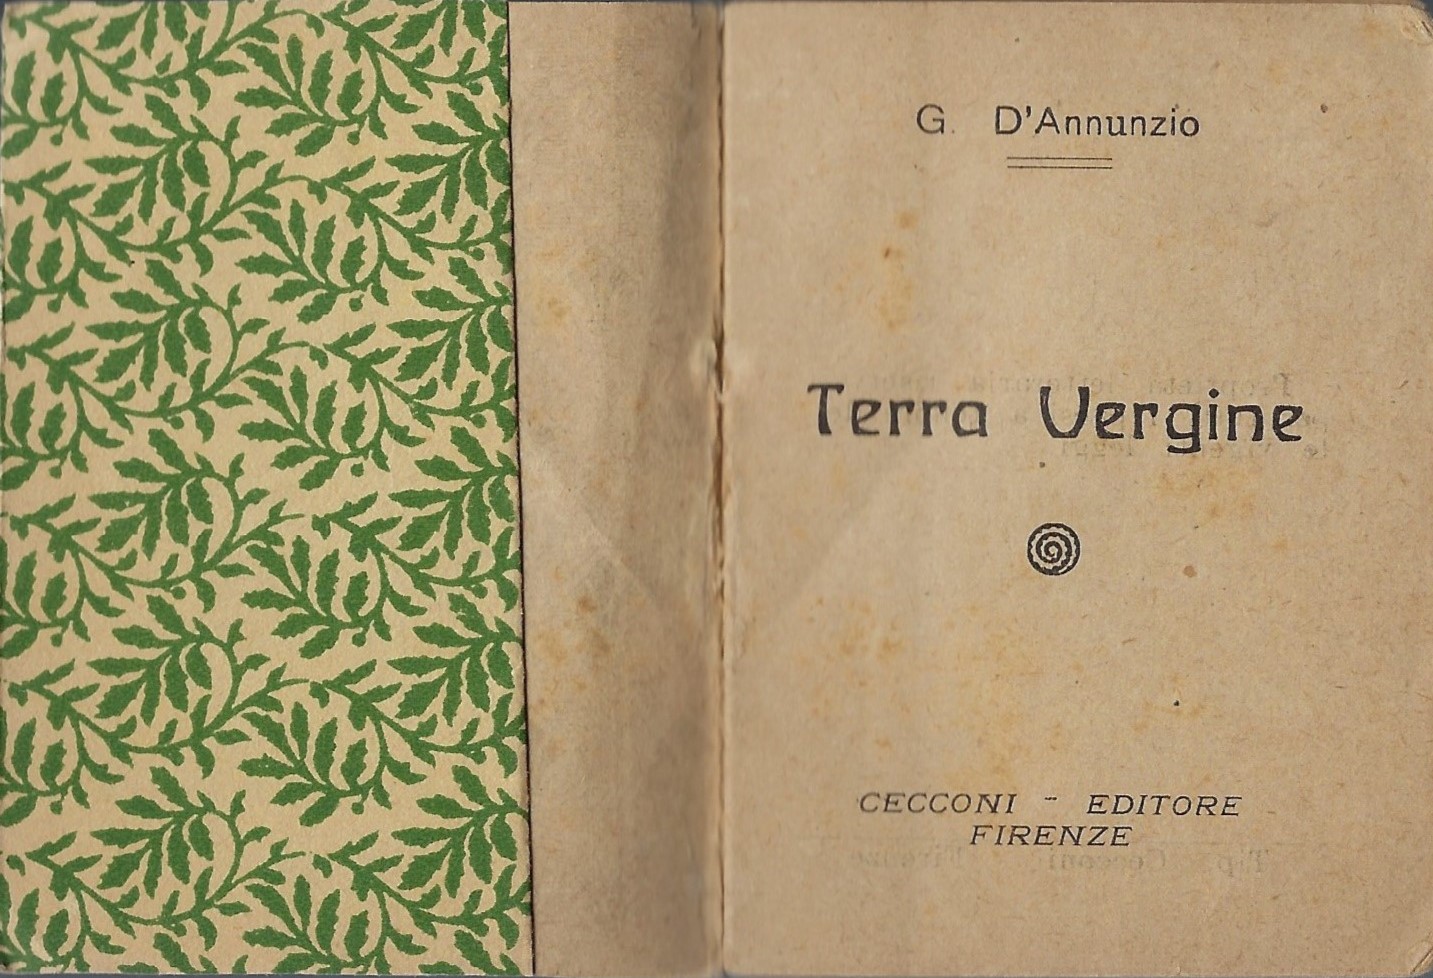 G. D'Annunzio
Terra Vergine
CECCONI - EDITORE
FIRENZE